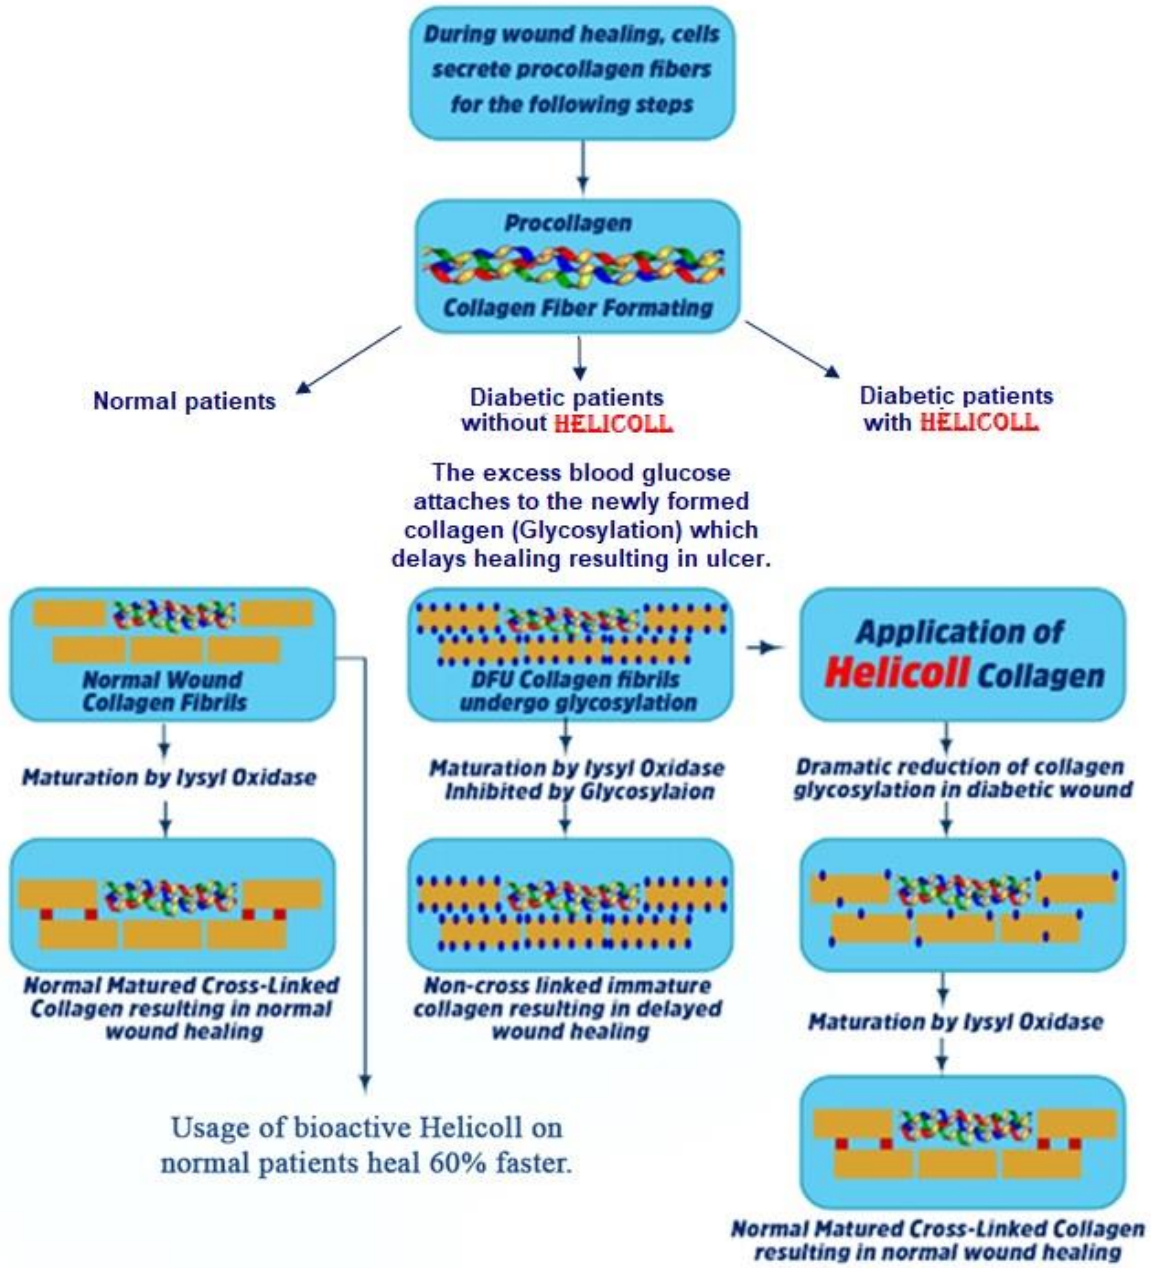 During wound healing, cells
secrete procollagen fibers
for the following steps
Procollagen
Collagen Fiber Formating
Normal patients
Diabetic patients
without HELICOLL
Diabetic patients
with HELICOLL
The excess blood glucose
attaches to the newly formed
collagen (Glycosylation) which
delays healing resulting in ulcer.
Normal Wound
Collagen Fibrils
Maturation by lysyl Oxidase
Normal Matured Cross-Linked
Collagen resulting in normal
wound healing
Usage of bioactive Helicoll on
normal patients heal 60% faster.
DFU Collagen fibrils
undergo glycosylation
Maturation by lysyl Oxidase
Inhibited by Glycosylaion
Non-cross linked immature
collagen resulting in delayed
wound healing
Application of
Helicoll Collagen
Dramatic reduction of collagen
glycosylation in diabetic wound
Maturation by lysyl Oxidase
Normal Matured Cross-Linked Collagen
resulting in normal wound healing